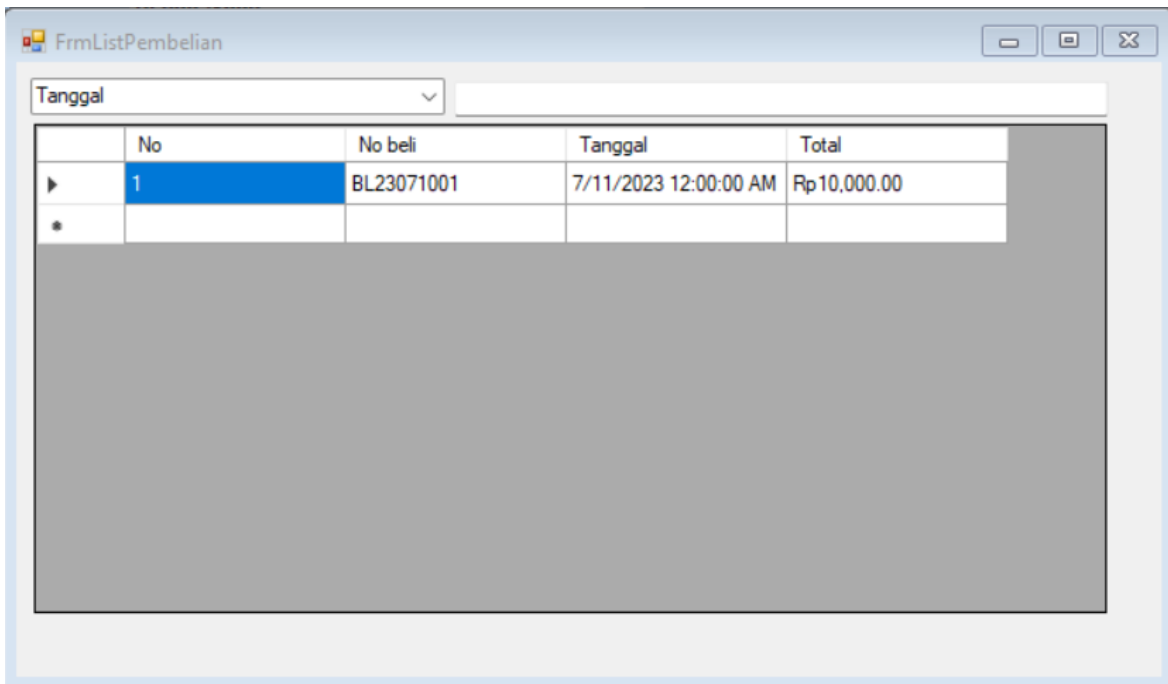 FrmListPembelian
Tanggal
No No beli Tanggal Total
1 BL23071001 7/11/2023 12:00:00 AM Rp10,000.00